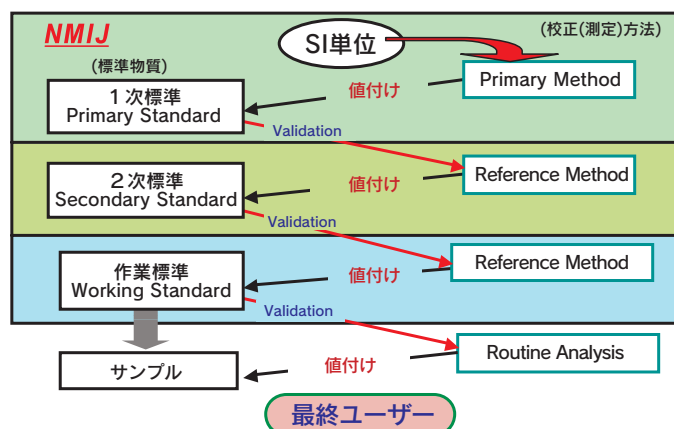 NMIJ
SI単位
(校正(測定)方法)
(標準物質)
1次標準
Primary Standard
値付け
Primary Method
Validation
2次標準
Secondary Standard
値付け
Reference Method
Validation
作業標準
Working Standard
値付け
Reference Method
Validation
サンプル
値付け
Routine Analysis
最終ユーザー